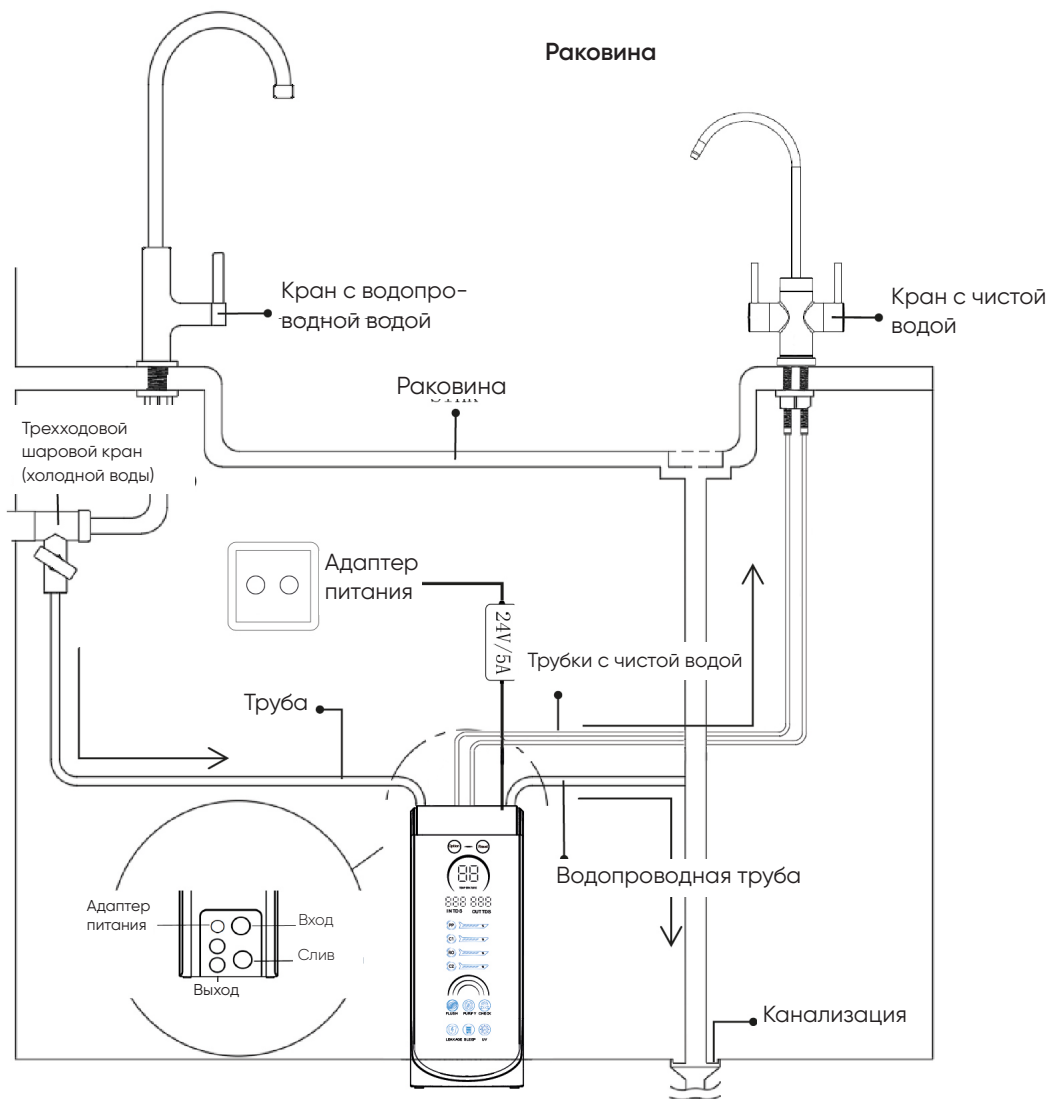 Раковина
Кран с водопро-
водной водой
Кран с чистой
водой
Раковина
Трехходовой
шаровой кран
(холодной воды)
Адаптер
питания
24V/5A
Трубки с чистой водой
Труба
Водопроводная труба
Адаптер
питания
Вход
Слив
Выход
88
888 888
IN TDS OUT TDS
PP
C1
RO
C2
FLUSH PURIFY CHECK
LEAKAGE SLEEP UV
Канализация